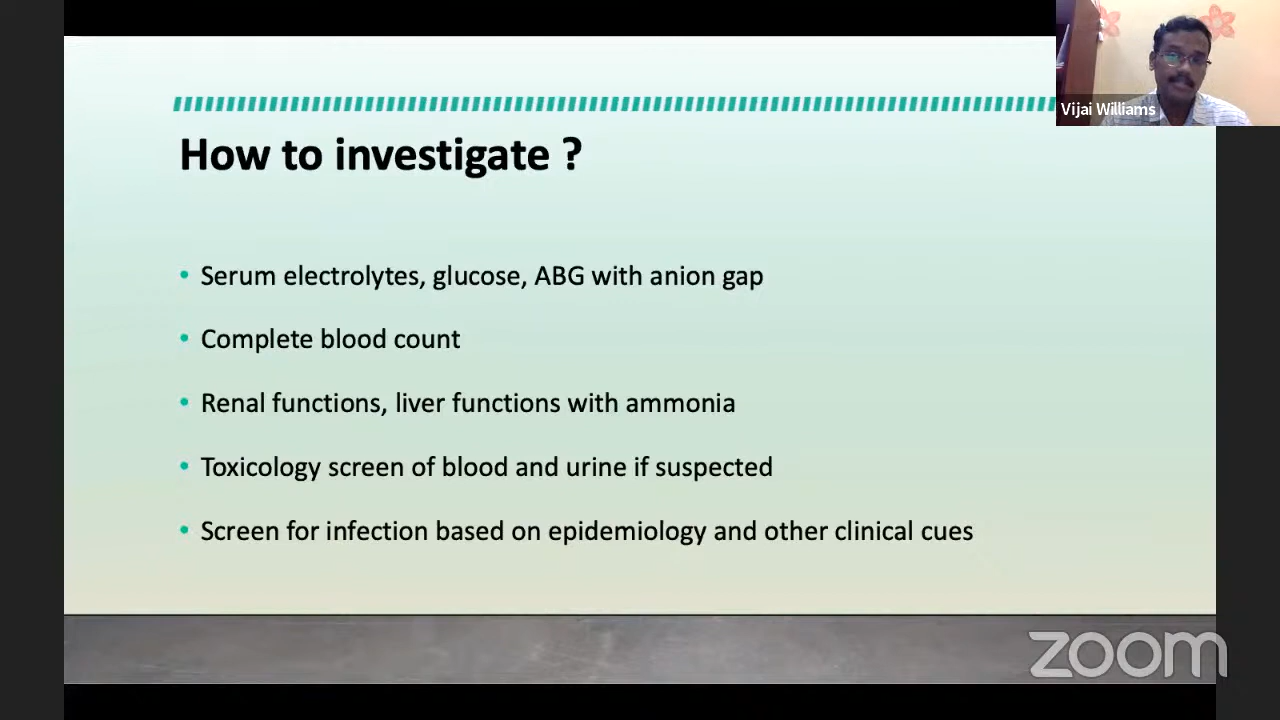 Vijai Williams
How to investigate ?
• Serum electrolytes, glucose, ABG with anion gap
• Complete blood count
• Renal functions, liver functions with ammonia
• Toxicology screen of blood and urine if suspected
• Screen for infection based on epidemiology and other clinical cues
zoom